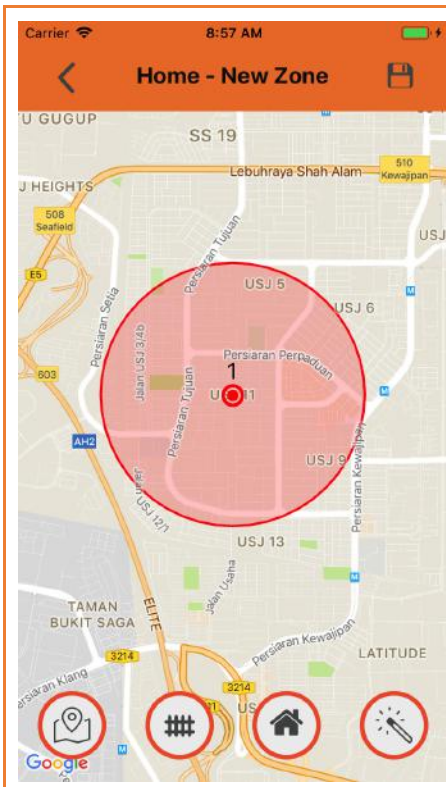 Carrier 8:57 AM
Home - New Zone
U GUGUP
SS 19
Lebuhraya Shah Alam
510
Kewajipan
J HEIGHTS
508
Seafield
USJ
Persiaran Tujuan
E5
USJ 5
Persiaran Setia
USJ 6
Jalan USJ 3/4b
Persiaran Perpaduan
1
603
Persiaran Tujuan
AH2
USJ 9
Persiaran Kewajipan
USJ 12/1
USJ 13
Jalan Usaha
TAMAN
BUKIT SAGA
ELITE
Persiaran Kewajipan
LATITUDE
3214
rsiaran Klang
3214
Google